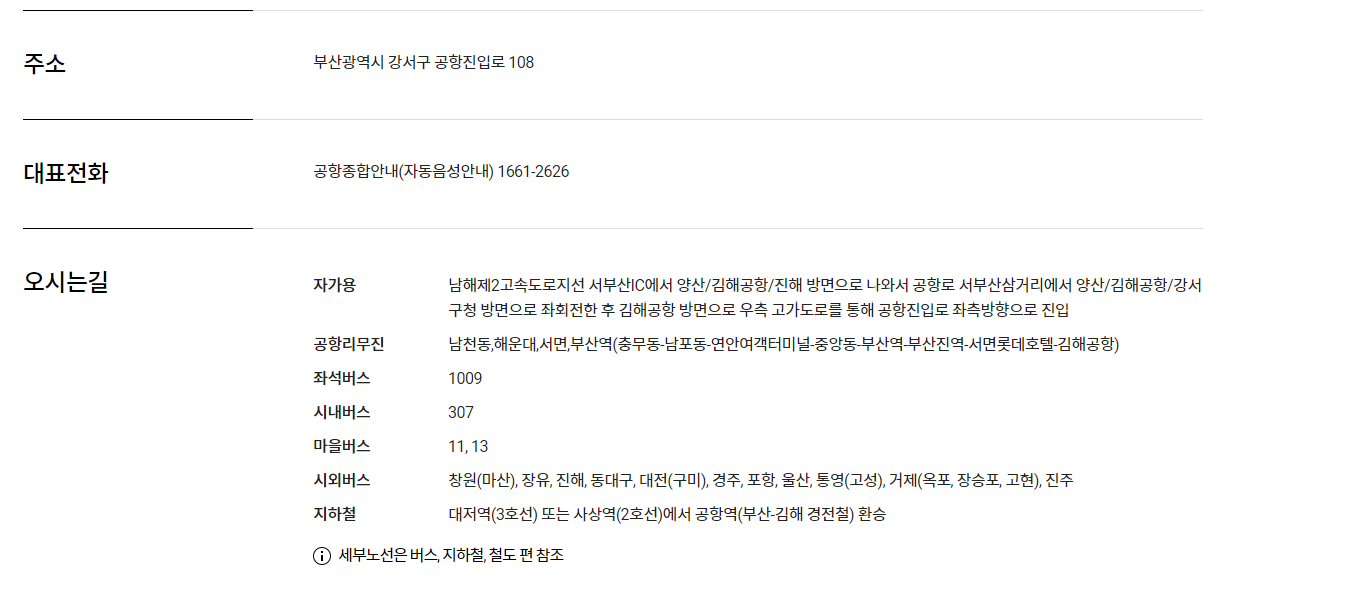 주소
부산광역시 강서구 공항진입로 108
대표전화
공항종합안내(자동음성안내) 1661-2626
오시는길
자가용
남해제2고속도로지선 서부산IC에서 양산/김해공항/진해 방면으로 나와서 공항로 서부산삼거리에서 양산/김해공항/강서
구청 방면으로 좌회전한 후 김해공항 방면으로 우측 고가도로를 통해 공항진입로 좌측방향으로 진입
공항리무진
남천동,해운대,서면,부산역(충무동-남포동-연안여객터미널-중앙동-부산역-부산진역-서면롯데호텔-김해공항)
좌석버스
1009
시내버스
307
마을버스
11, 13
시외버스
창원(마산), 장유, 진해, 동대구, 대전(구미), 경주, 포항, 울산, 통영(고성), 거제(옥포, 장승포, 고현), 진주
지하철
대저역(3호선) 또는 사상역(2호선)에서 공항역(부산-김해 경전철) 환승
세부노선은 버스, 지하철, 철도 편 참조